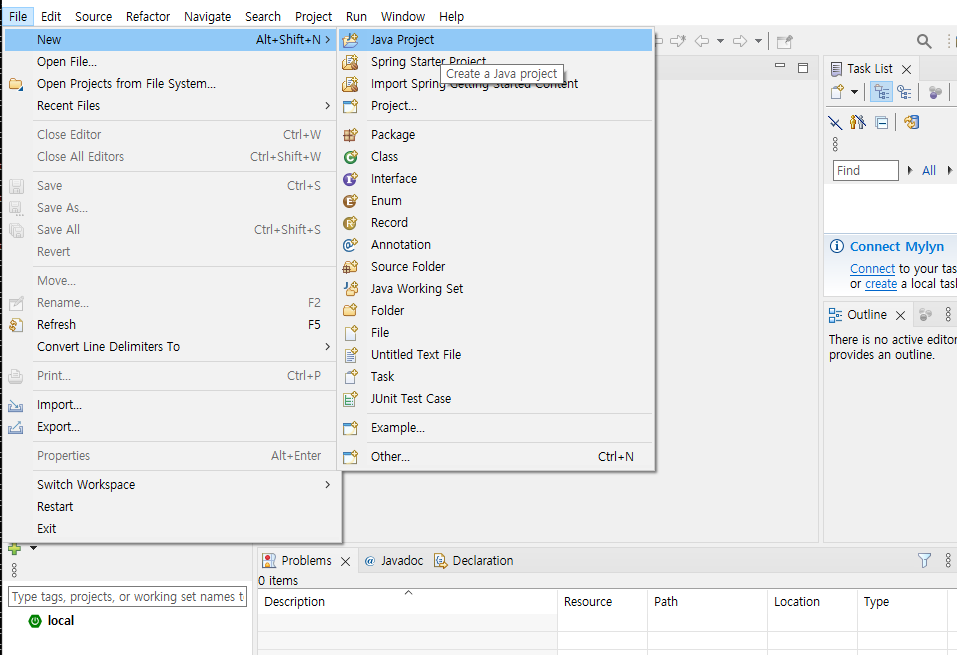 File Edit Source Refactor Navigate Search Project Run Window Help
New Alt+Shift+N
Open File...
Open Projects from File System...
Recent Files
Close Editor Ctrl+W
Close All Editors Ctrl+Shift+W
Save Ctrl+S
Save As...
Save All Ctrl+Shift+S
Revert
Move...
Rename... F2
Refresh F5
Convert Line Delimiters To
Print... Ctrl+P
Import...
Export...
Properties Alt+Enter
Switch Workspace
Restart
Exit
Java Project
Spring Starter Project
Create a Java project
Import Spring Getting Started Content
Project...
Package
Class
Interface
Enum
Record
Annotation
Source Folder
Java Working Set
Folder
File
Untitled Text File
Task
JUnit Test Case
Example...
Other... Ctrl+N
Task List
Find All
Connect Mylyn
Connect to your tas
or create a local task
Outline
There is no active editor
provides an outline.
Type tags, projects, or working set names t
local
Problems @ Javadoc Declaration
0 items
Description Resource Path Location Type